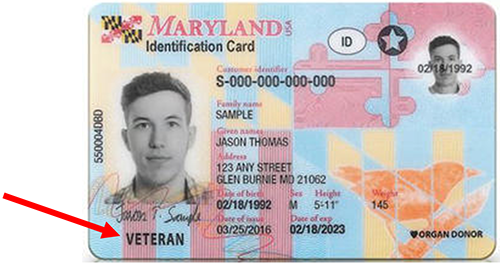 MARYLAND USA
Identification Card
ID
02/18/1992
Customer identifier
S-000-000-000-000
Family name
SAMPLE
Given names
JASON THOMAS
Address
123 ANY STREET
GLEN BURNIE MD 21062
Date of birth Sex Height Weight
02/18/1992 M 5'-11" 145
Date of issue Date of exp
03/25/2016 02/18/2023
550004D8D
Jason T. Sample
VETERAN
ORGAN DONOR